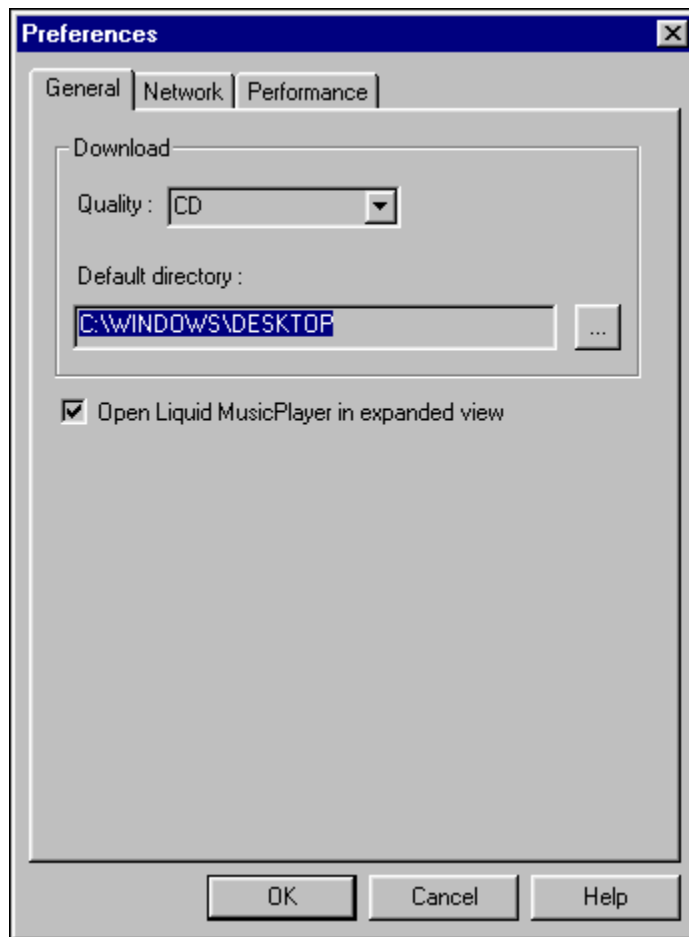 Preferences
General Network Performance
Download
Quality : CD
Default directory :
C:\WINDOWS\DESKTOP ...
Open Liquid MusicPlayer in expanded view
OK Cancel Help